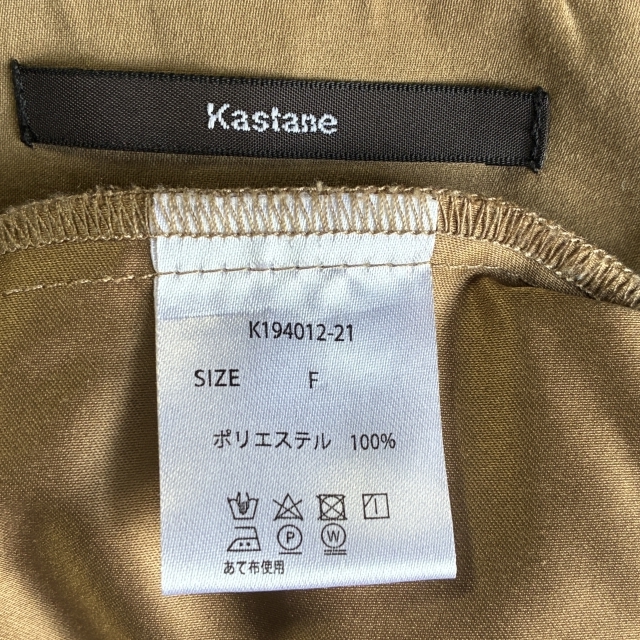 Kastane
K194012-21
SIZE F
ポリエステル 100%
P W
あて布使用